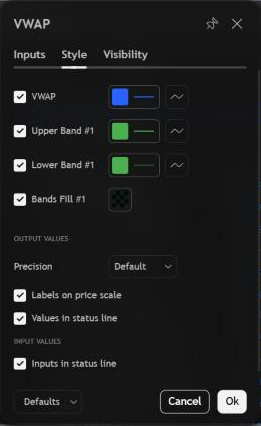 VWAP
Inputs Style Visibility
VWAP
Upper Band #1
Lower Band #1
Bands Fill #1
OUTPUT VALUES
Precision Default
Labels on price scale
Values in status line
INPUT VALUES
Inputs in status line
Defaults Cancel Ok